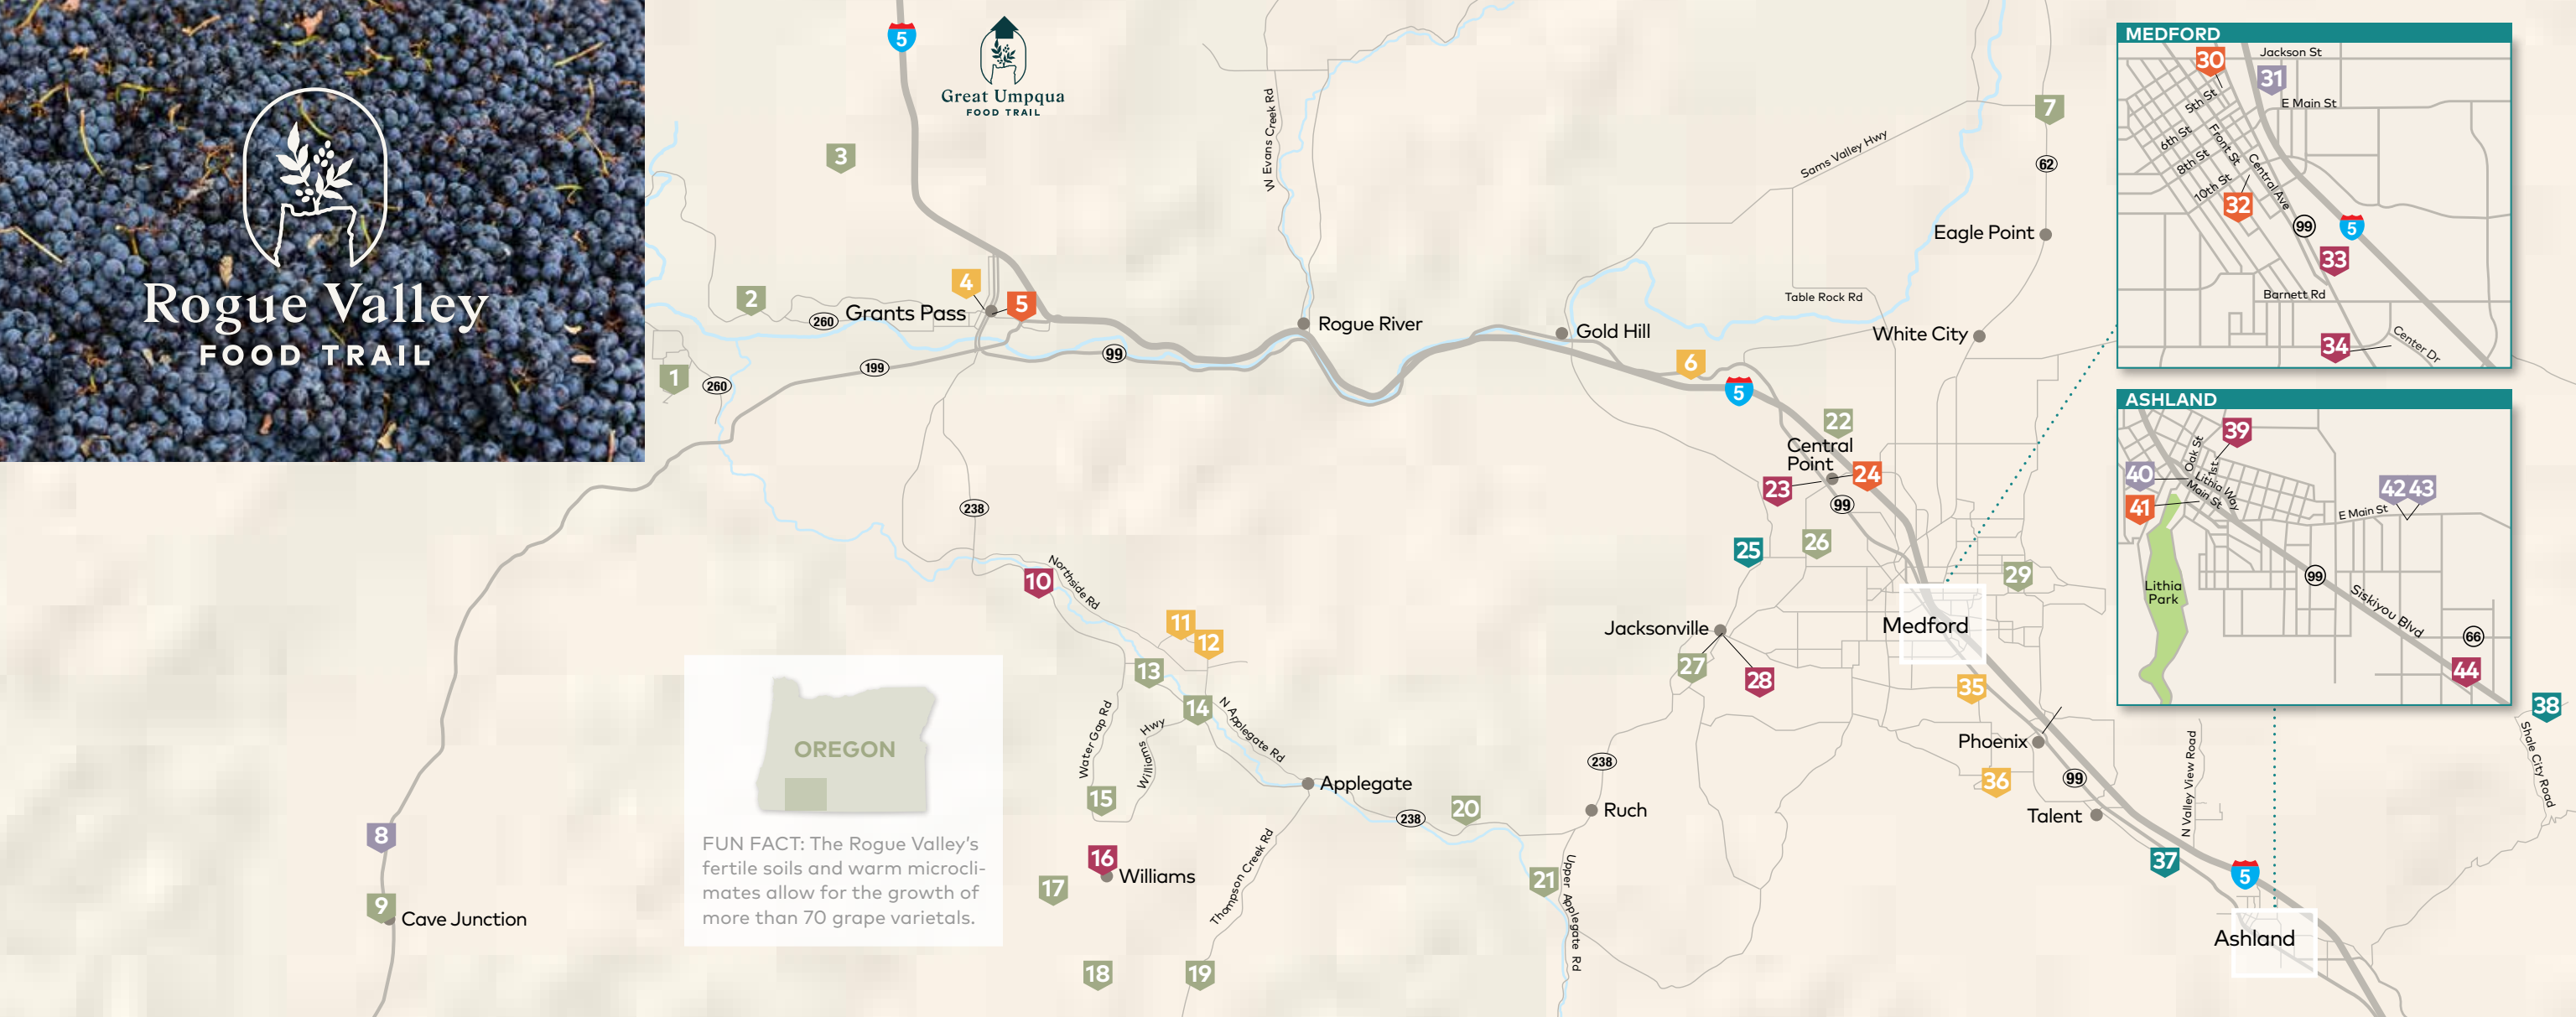 Rogue Valley
FOOD TRAIL
5
Great Umpqua
FOOD TRAIL
3
W Evans Creek Rd
Sams Valley Hwy
7
62
Eagle Point
2
4
5
Grants Pass
260
Rogue River
Gold Hill
Table Rock Rd
White City
1
260
199
99
6
5
22
Central
Point
23
24
99
238
25
26
29
10
Northside Rd
11
12
13
Jacksonville
27
28
Medford
35
14
Water Gap Rd
Williams Hwy
N Applegate Rd
15
Applegate
238
20
238
Ruch
Phoenix
36
99
Talent
N Valley View Road
37
5
38
Shale City Road
8
9
Cave Junction
16
Williams
17
Thompson Creek Rd
21
Upper Applegate Rd
18
19
Ashland
OREGON
FUN FACT: The Rogue Valley’s
fertile soils and warm microcli-
mates allow for the growth of
more than 70 grape varietals.
MEDFORD
Jackson St
30
31
5th St
E Main St
6th St
Front St
8th St
Central Ave
10th St
32
99
5
33
Barnett Rd
34
Center Dr
ASHLAND
39
Oak St
1st
40
Lithia Way
Main St
41
42 43
E Main St
Lithia
Park
99
Siskiyou Blvd
66
44